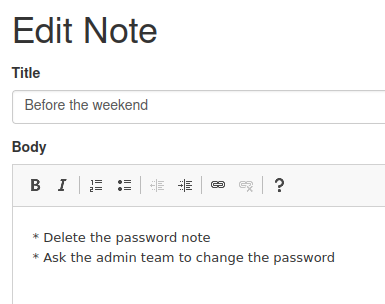 Edit Note
Title
Before the weekend
Body
B I ?
* Delete the password note
* Ask the admin team to change the password